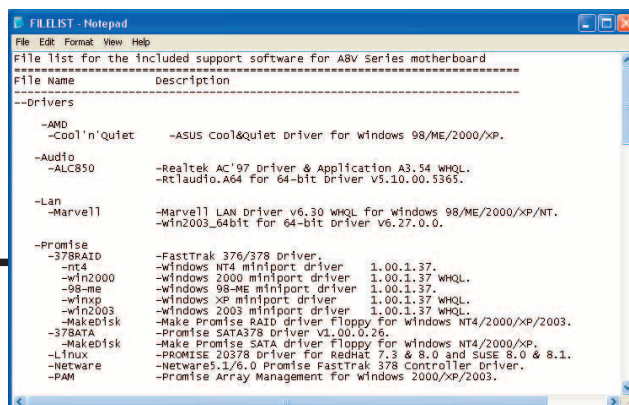 FILELIST - Notepad
File Edit Format View Help
File list for the included support software for A8V Series motherboard
======================================================================
File Name Description
----------------------------------------------------------------------
--Drivers
-AMD
-Cool'n'Quiet -ASUS Cool&Quiet Driver for Windows 98/ME/2000/XP.
-Audio
-ALC850 -Realtek AC'97 Driver & Application A3.54 WHQL.
-Rtlaudio.A64 for 64-bit Driver V5.10.00.5365.
-Lan
-Marvell -Marvell LAN Driver v6.30 WHQL for Windows 98/ME/2000/XP/NT.
-Win2003_64bit for 64-bit Driver V6.27.0.0.
-Promise
-378RAID -FastTrak 376/378 Driver.
-nt4 -Windows NT4 miniport driver 1.00.1.37.
-win2000 -Windows 2000 miniport driver 1.00.1.37 WHQL.
-98-me -Windows 98-ME miniport driver 1.00.1.37.
-winxp -Windows XP miniport driver 1.00.1.37 WHQL.
-win2003 -Windows 2003 miniport driver 1.00.1.37 WHQL.
-MakeDisk -Make Promise RAID driver floppy for Windows NT4/2000/XP/2003.
-378ATA -Promise SATA378 Driver V1.00.0.26.
-MakeDisk -Make Promise SATA driver floppy for Windows NT4/2000/XP.
-Linux -PROMISE 20378 Driver for RedHat 7.3 & 8.0 and SuSE 8.0 & 8.1.
-Netware -Netware5.1/6.0 Promise FastTrak 378 Controller Driver.
-PAM -Promise Array Management for Windows 2000/XP/2003.